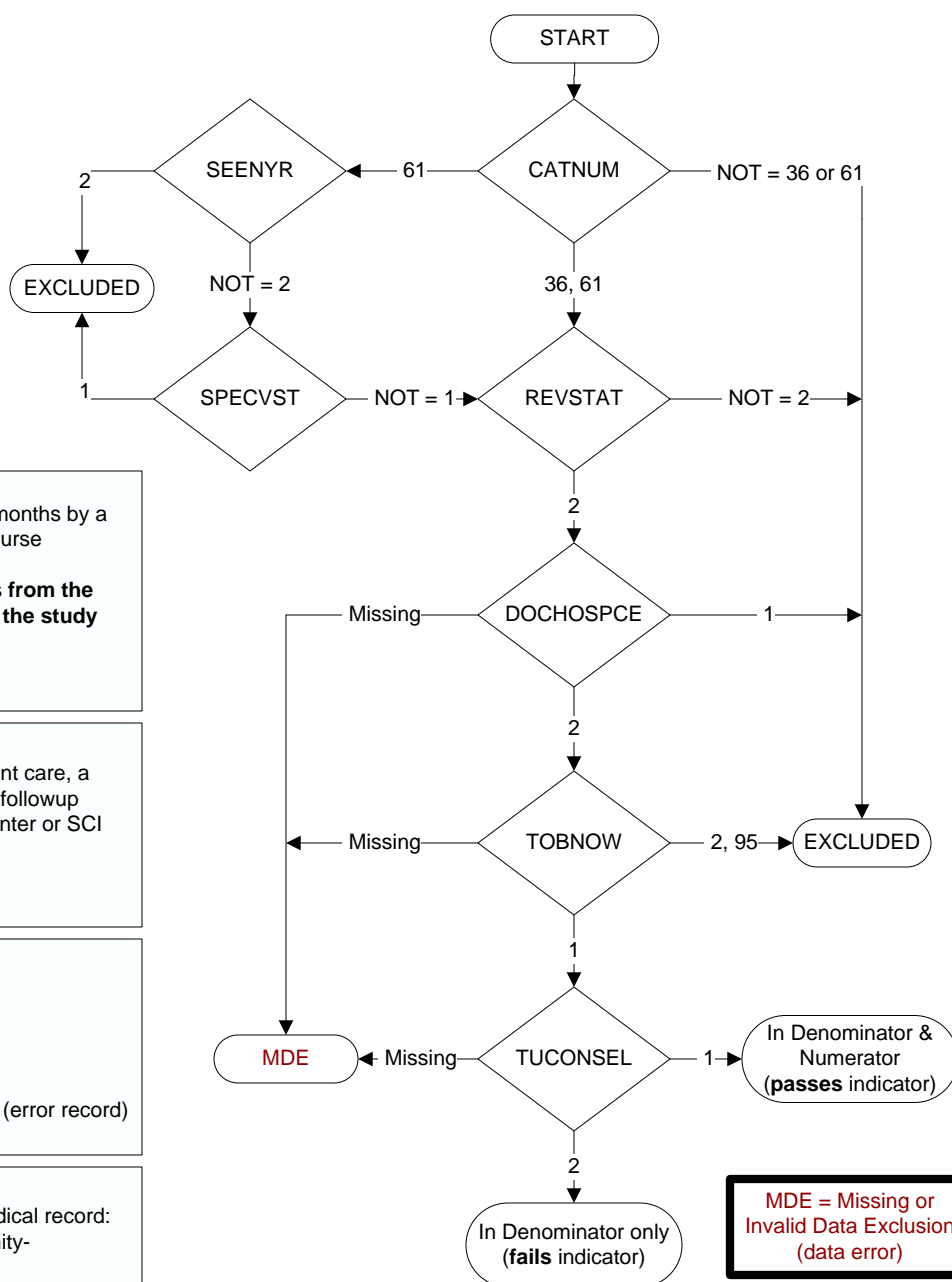 START
SEENYR
61
CATNUM
NOT = 36 or 61
2
EXCLUDED
NOT = 2
36, 61
1
SPECVST
NOT = 1
REVSTAT
NOT = 2
2
months by a
urse
s from the
the study
Missing
DOCHOSPCE
1
2
nt care, a
followup
nter or SCI
Missing
TOBNOW
2, 95
EXCLUDED
1
MDE
Missing
TUCONSEL
1
In Denominator &
Numerator
(passes indicator)
(error record)
2
dical record:
nity-
In Denominator only
(fails indicator)
MDE = Missing or
Invalid Data Exclusion
(data error)